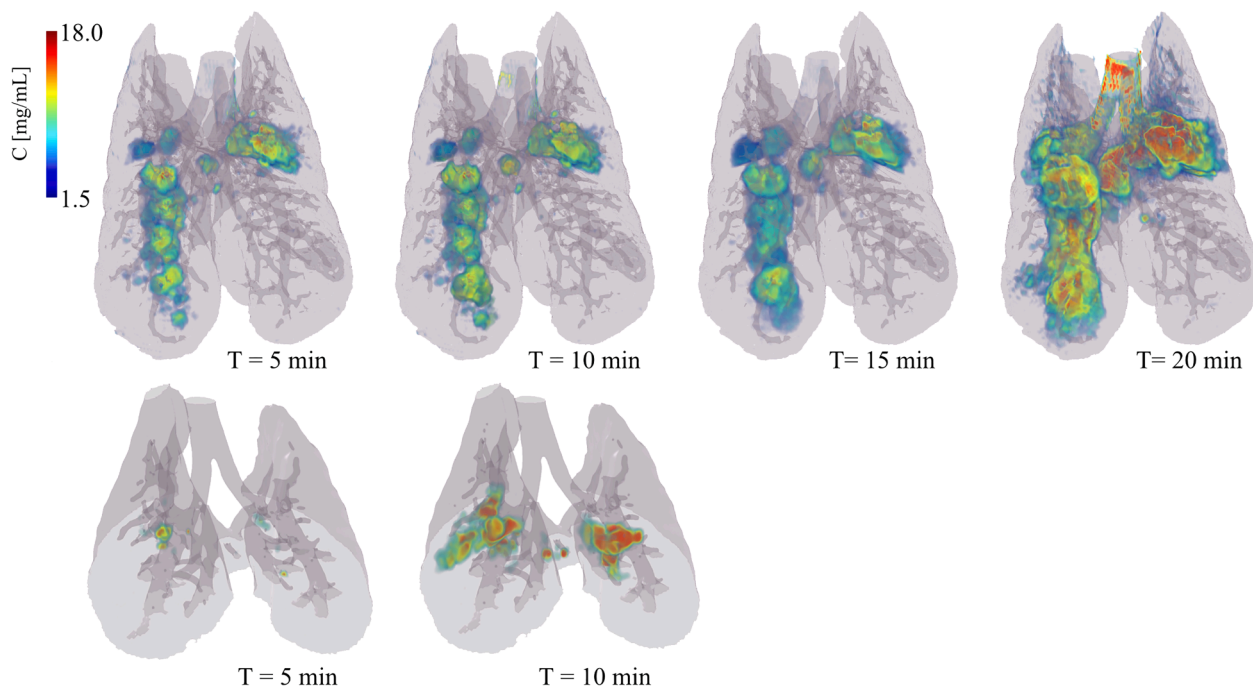 18.0
C [mg/mL]
1.5
T = 5 min
T = 10 min
T= 15 min
T= 20 min
T = 5 min
T = 10 min